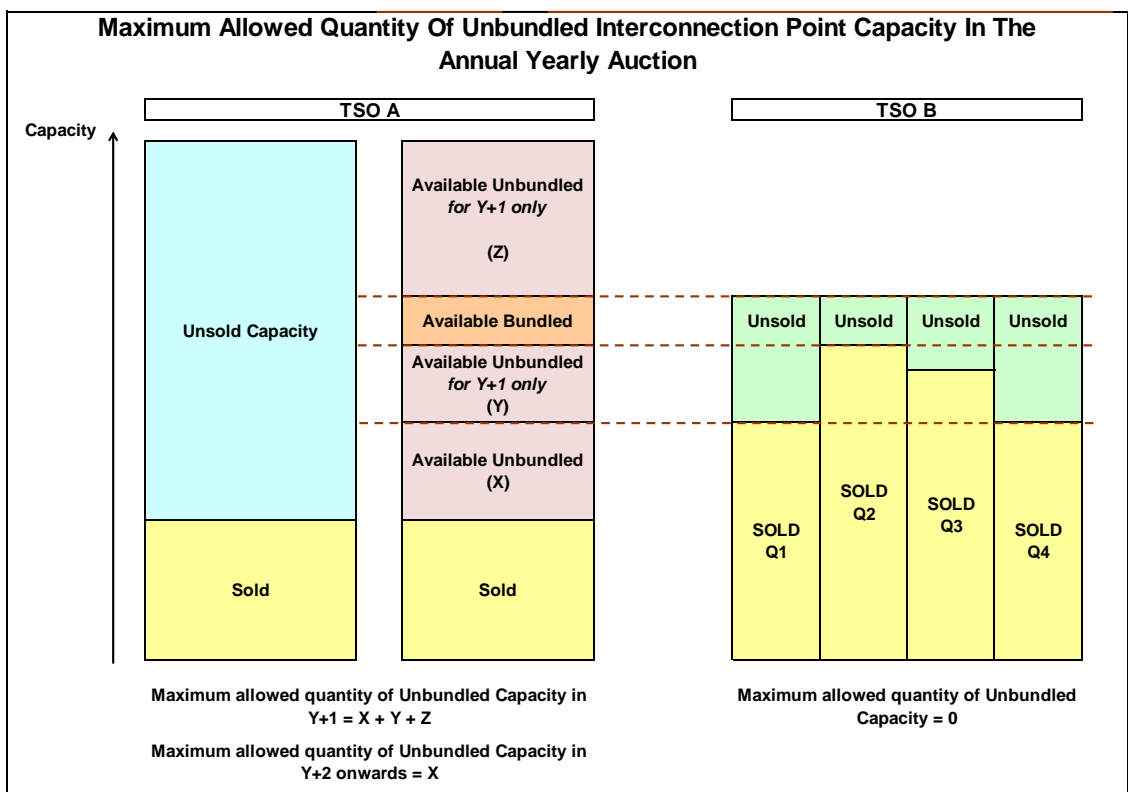 Maximum Allowed Quantity Of Unbundled Interconnection Point Capacity In The
Annual Yearly Auction
TSO A
TSO B
Capacity
Unsold Capacity
Sold
Available Unbundled
for Y+1 only
(Z)
Available Bundled
Available Unbundled
for Y+1 only
(Y)
Available Unbundled
(X)
Sold
Unsold
Unsold
Unsold
Unsold
SOLD
Q1
SOLD
Q2
SOLD
Q3
SOLD
Q4
Maximum allowed quantity of Unbundled Capacity in
Y+1 = X + Y + Z
Maximum allowed quantity of Unbundled Capacity in
Y+2 onwards = X
Maximum allowed quantity of Unbundled
Capacity = 0